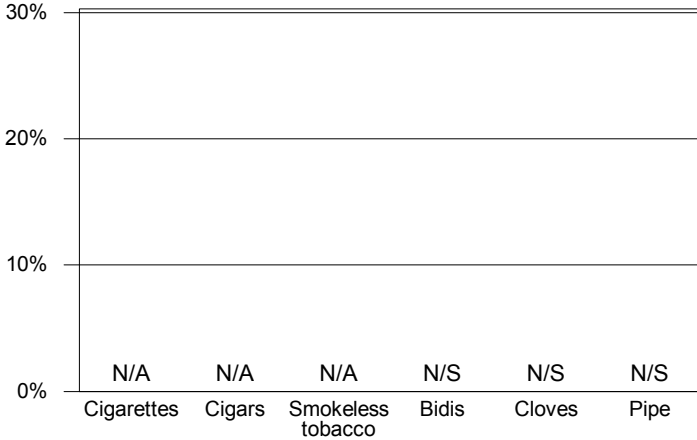 30%
20%
10%
0%
N/A N/A N/A N/S N/S N/S
Cigarettes Cigars Smokeless Bidis Cloves Pipe
tobacco